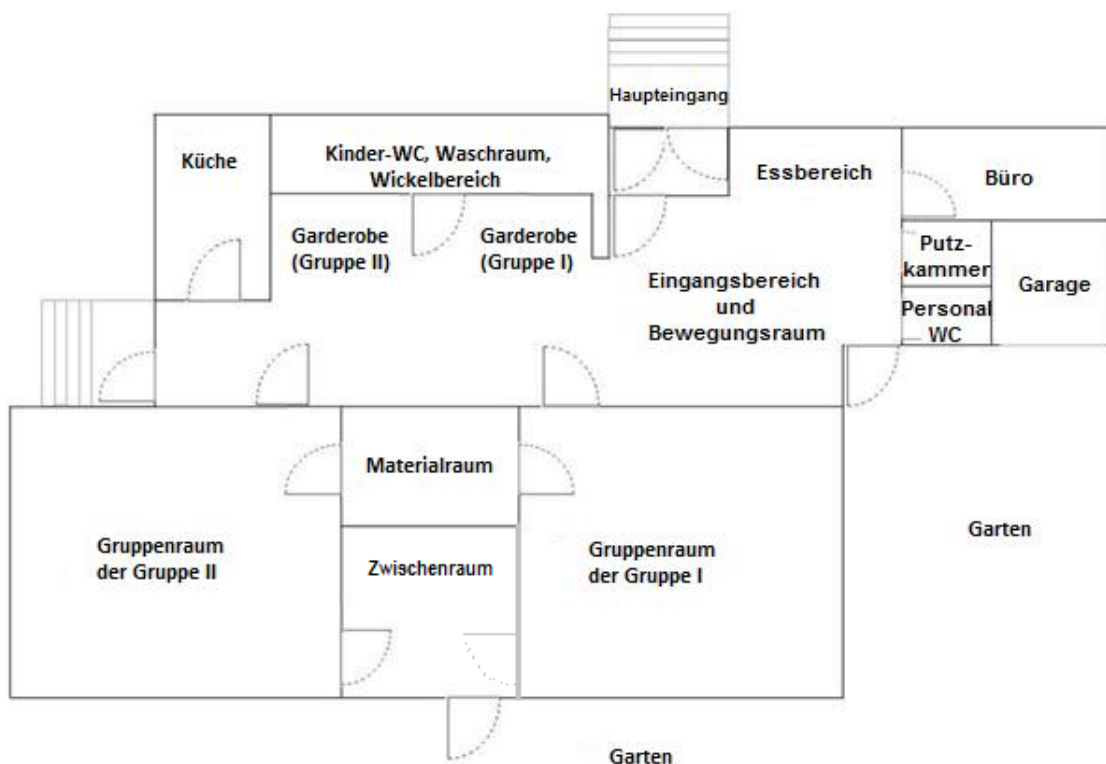 Haupteingang
Küche
Kinder-WC, Waschraum,
Wickelbereich
Essbereich
Büro
Garderobe
(Gruppe II)
Garderobe
(Gruppe I)
Eingangsbereich
und
Bewegungsraum
Putz-
kammer
Personal
WC
Garage
Materialraum
Gruppenraum
der Gruppe II
Zwischenraum
Gruppenraum
der Gruppe I
Garten
Garten